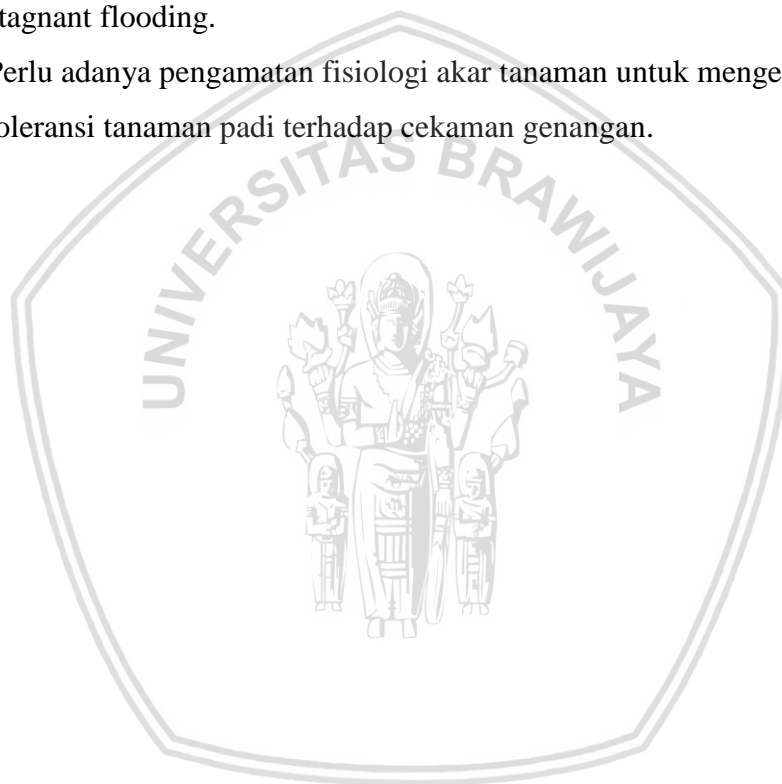 tagnant flooding.
Perlu adanya pengamatan fisiologi akar tanaman untuk menge
oleransi tanaman padi terhadap cekaman genangan.
UNIVERSITAS BRAWIJAYA